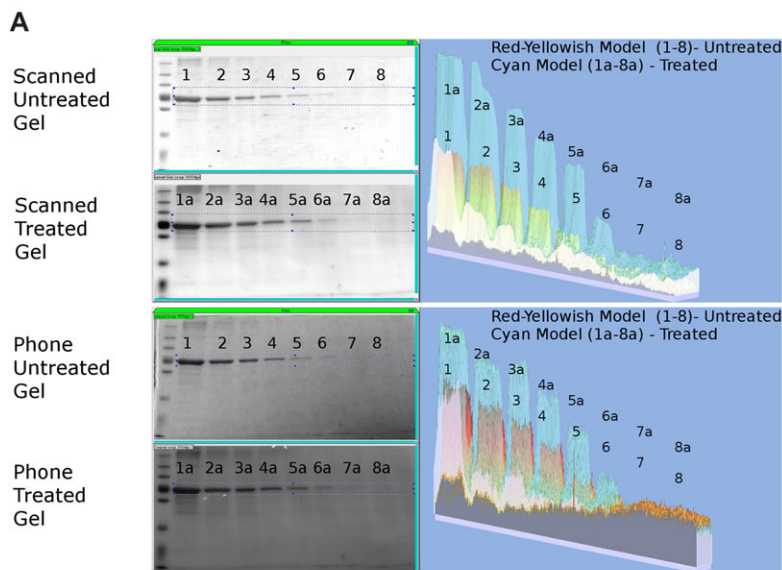 A
Scanned
Untreated
Gel
1 2 3 4 5 6 7 8
Scanned
Treated
Gel
1a 2a 3a 4a 5a 6a 7a 8a
Red-Yellowish Model (1-8)- Untreated
Cyan Model (1a-8a) - Treated
1a
2a
3a
4a
5a
6a
7a
8a
1
2
3
4
5
6
7
8
Phone
Untreated
Gel
1 2 3 4 5 6 7 8
Phone
Treated
Gel
1a 2a 3a 4a 5a 6a 7a 8a
Red-Yellowish Model (1-8)- Untreated
Cyan Model (1a-8a) - Treated
1a
2a
3a
4a
5a
6a
7a
8a
1
2
3
4
5
6
7
8